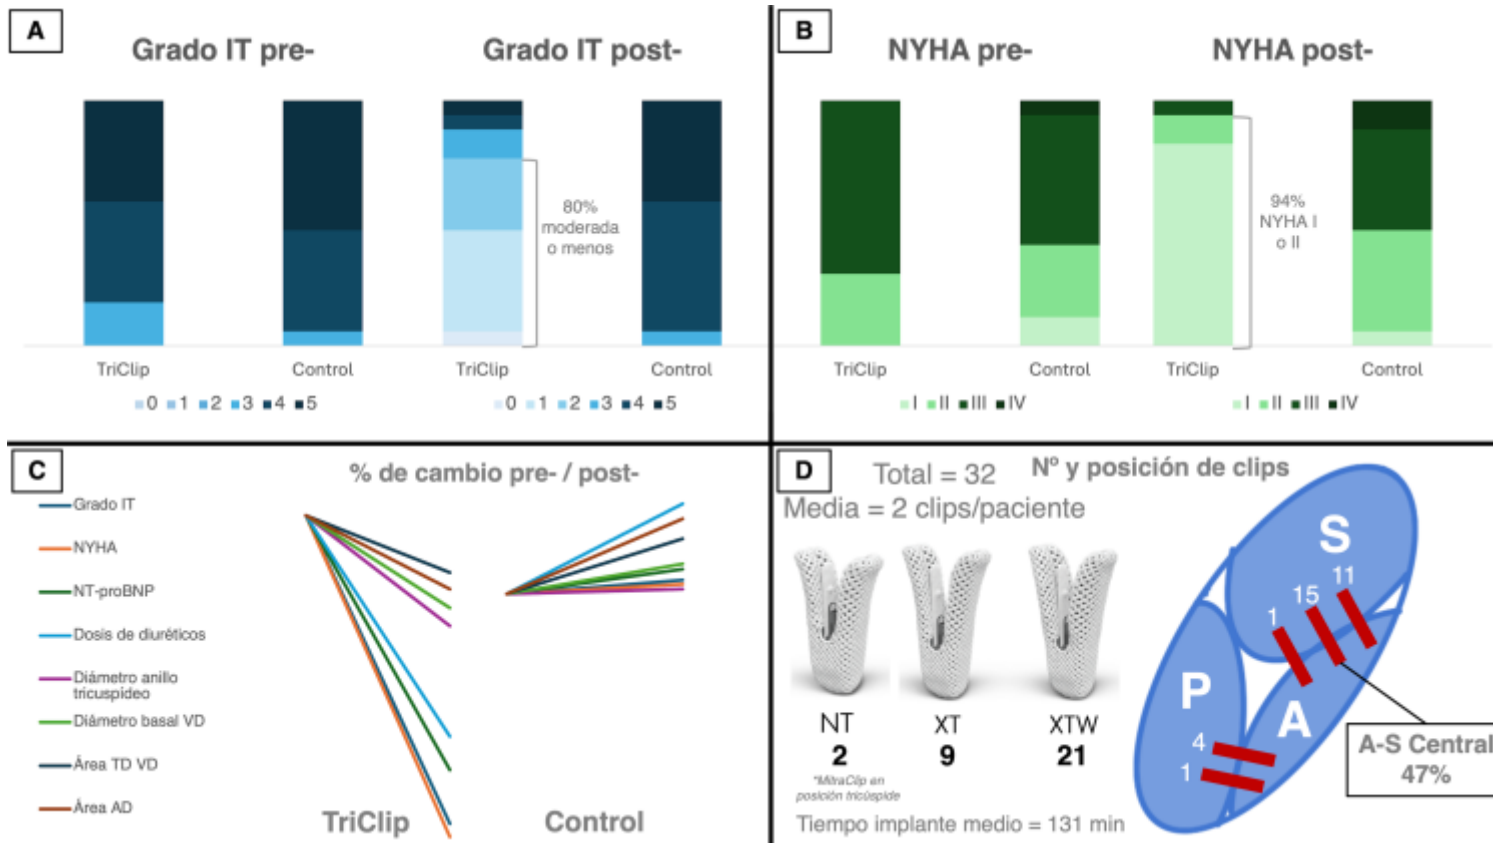 A
Grado IT pre-
Grado IT post-
80%
moderada
o menos
TriClip
Control
TriClip
Control
0 1 2 3 4 5
0 1 2 3 4 5
B
NYHA pre-
NYHA post-
94%
NYHA I
o II
TriClip
Control
TriClip
Control
I II III IV
I II III IV
C
% de cambio pre- / post-
Grado IT
NYHA
NT-proBNP
Dosis de diuréticos
Diámetro anillo
tricuspídeo
Diámetro basal VD
Área TD VD
Área AD
TriClip
Control
D
Total = 32
Nº y posición de clips
Media = 2 clips/paciente
NT
2
XT
9
XTW
21
*MitraClip en
posición tricúspide
Tiempo implante medio = 131 min
S
11
15
1
P
A
4
1
A-S Central
47%